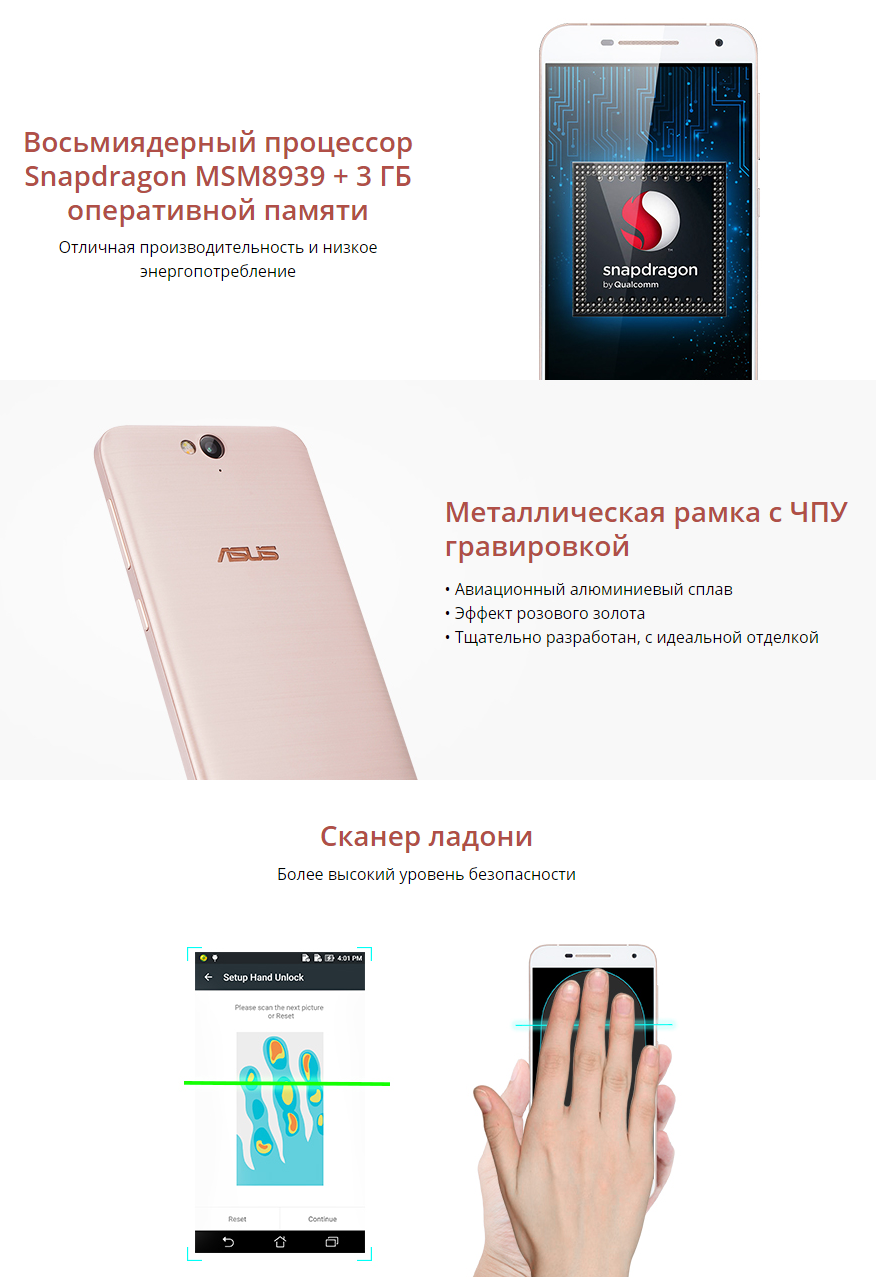 Восьмиядерный процессор
Snapdragon MSM8939 + 3 ГБ
оперативной памяти
Отличная производительность и низкое
энергопотребление
snapdragon
by Qualcomm
ASUS
Металлическая рамка с ЧПУ
гравировкой
• Авиационный алюминиевый сплав
• Эффект розового золота
• Тщательно разработан, с идеальной отделкой
Сканер ладони
Более высокий уровень безопасности
4:01 PM
Setup Hand Unlock
Please scan the next picture
or Reset
Reset
Continue